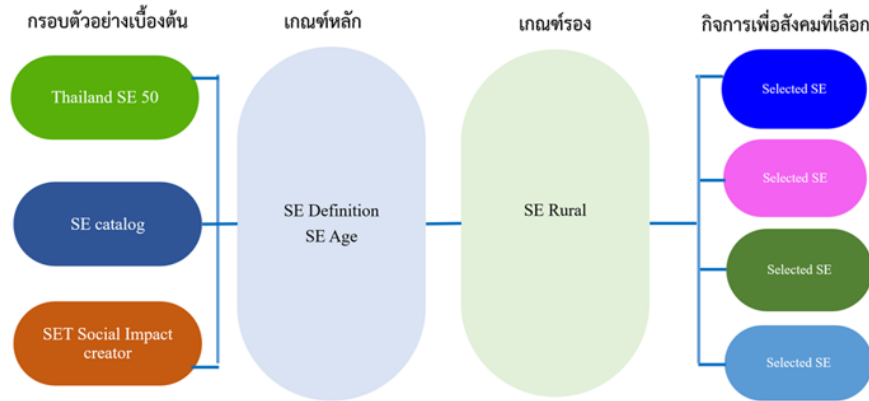 กรอบตัวอย่างเบื้องต้น
เกณฑ์หลัก
เกณฑ์รอง
กิจการเพื่อสังคมที่เลือก
Thailand SE 50
SE catalog
SET Social Impact
creator
SE Definition
SE Age
SE Rural
Selected SE
Selected SE
Selected SE
Selected SE